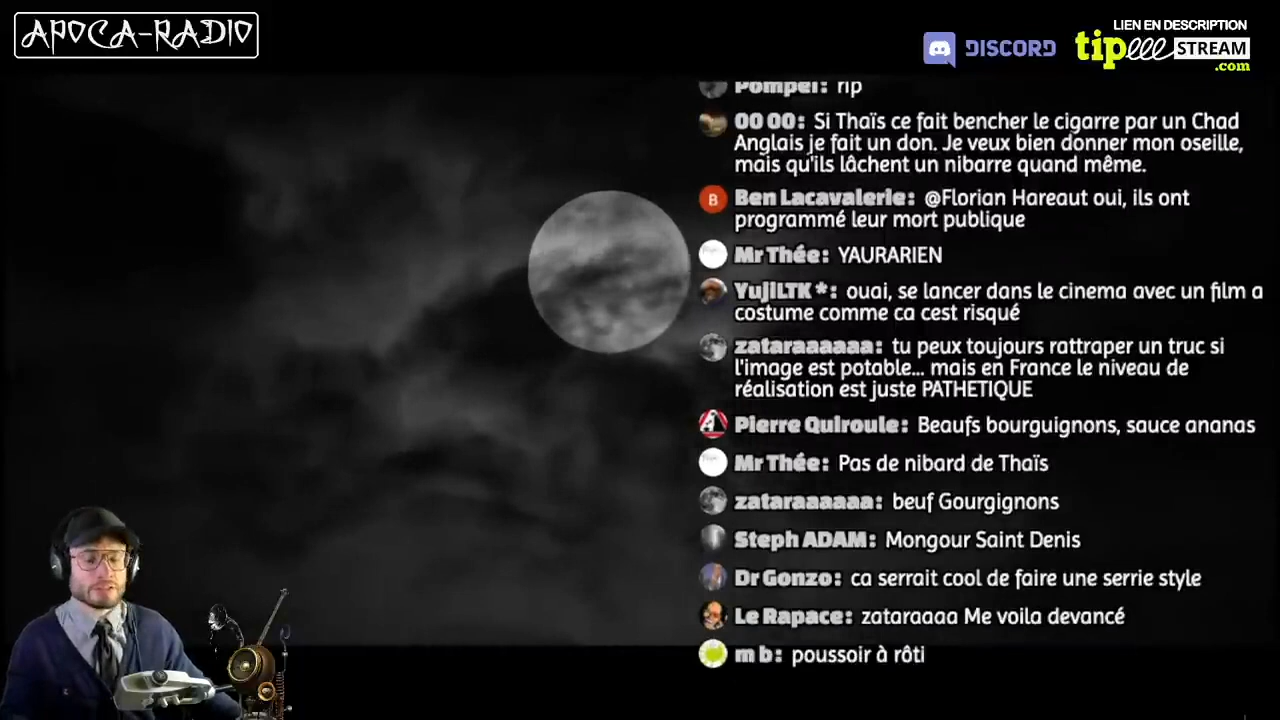 APOCA-RADIO
LIEN EN DESCRIPTION
DISCORD
tipeee STREAM
.com
Pompei: rip
00 00: Si Thaïs ce fait bencher le cigarre par un Chad
Anglais je fait un don. Je veux bien donner mon oseille,
mais qu'ils lâchent un nibarre quand même.
B
Ben Lacavalerie: @Florian Hareaut oui, ils ont
programmé leur mort publique
Mr Thée: YAURARIEN
YujiLTK *: ouai, se lancer dans le cinema avec un film a
costume comme ca cest risqué
zataraaaaaa: tu peux toujours rattraper un truc si
l'image est potable... mais en France le niveau de
réalisation est juste PATHETIQUE
Pierre Quiroule: Beaufs bourguignons, sauce ananas
Mr Thée: Pas de nibard de Thaïs
zataraaaaaa: beuf Gourgignons
Steph ADAM: Mongour Saint Denis
Dr Gonzo: ca serrait cool de faire une serrie style
Le Rapace: zataraaaa Me voila devancé
m b: poussoir à rôti